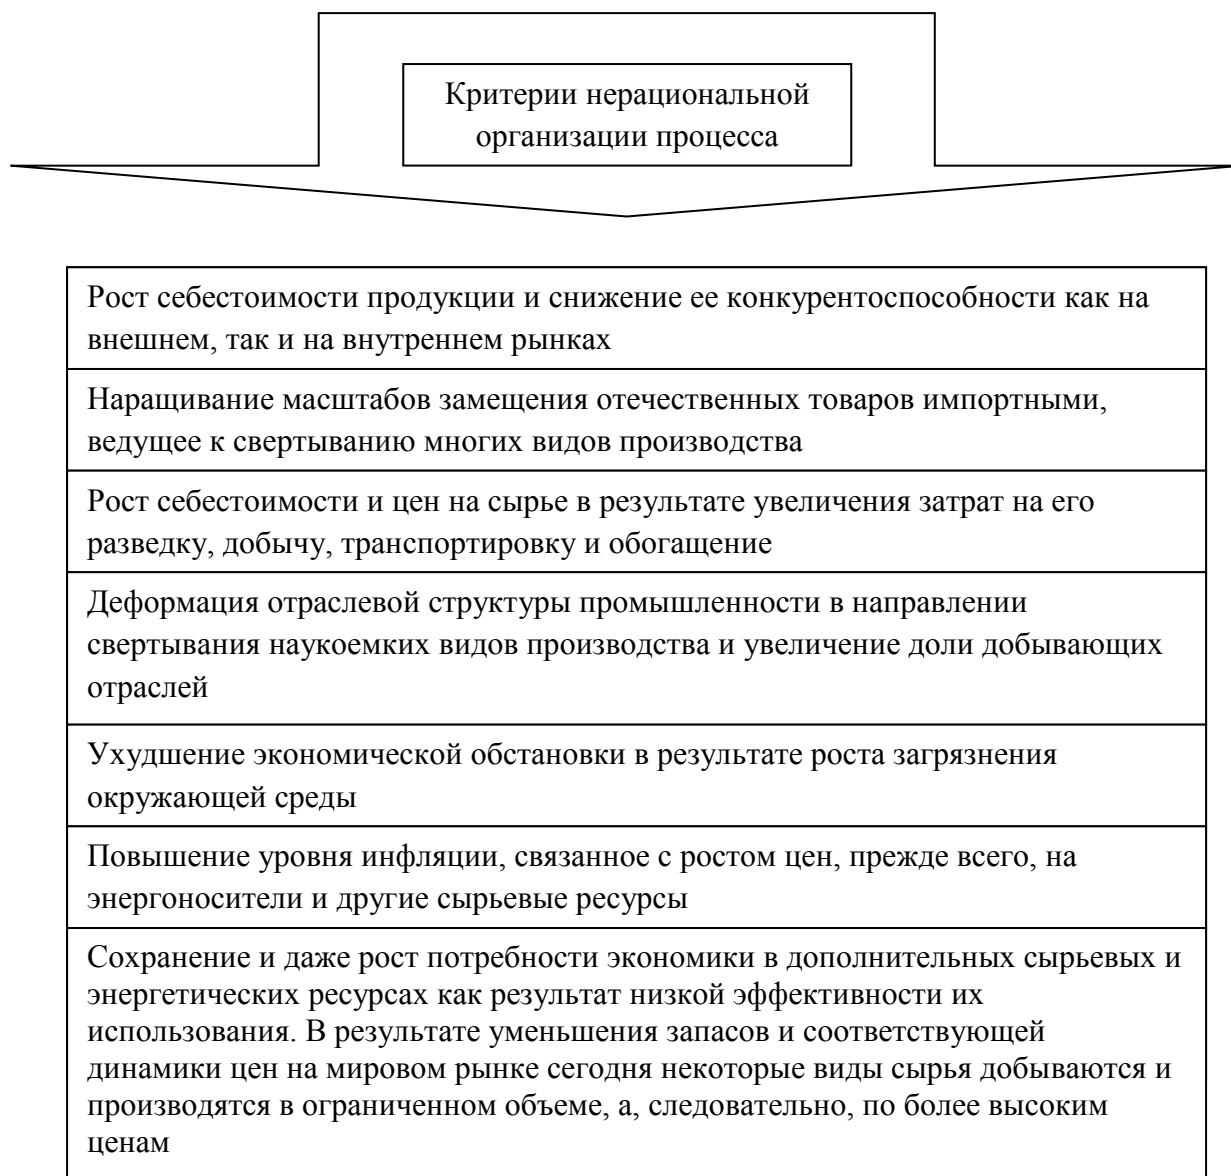 Критерии нерациональной
организации процесса
Рост себестоимости продукции и снижение ее конкурентоспособности как на
внешнем, так и на внутреннем рынках
Наращивание масштабов замещения отечественных товаров импортными,
ведущее к свертыванию многих видов производства
Рост себестоимости и цен на сырье в результате увеличения затрат на его
разведку, добычу, транспортировку и обогащение
Деформация отраслевой структуры промышленности в направлении
свертывания наукоемких видов производства и увеличение доли добывающих
отраслей
Ухудшение экономической обстановки в результате роста загрязнения
окружающей среды
Повышение уровня инфляции, связанное с ростом цен, прежде всего, на
энергоносители и другие сырьевые ресурсы
Сохранение и даже рост потребности экономики в дополнительных сырьевых и
энергетических ресурсах как результат низкой эффективности их
использования. В результате уменьшения запасов и соответствующей
динамики цен на мировом рынке сегодня некоторые виды сырья добываются и
производятся в ограниченном объеме, а, следовательно, по более высоким
ценам